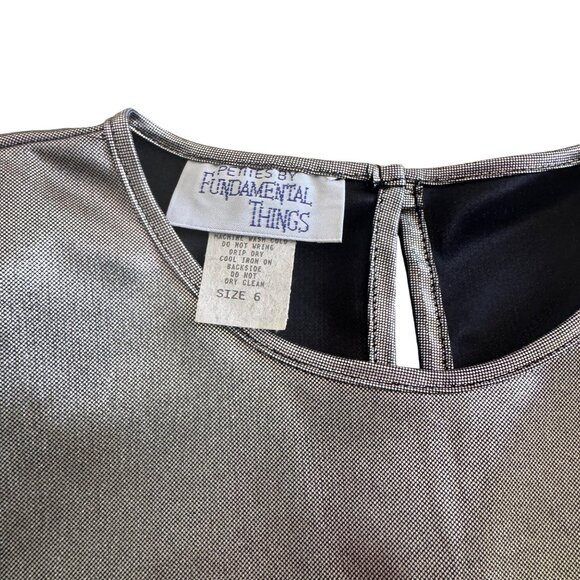 PETITES BY
FUNDAMENTAL
THINGS
MACHINE WASH COLD
DO NOT WRING
DRIP DRY
COOL IRON ON
BACKSIDE
DO NOT
DRY CLEAN
SIZE 6